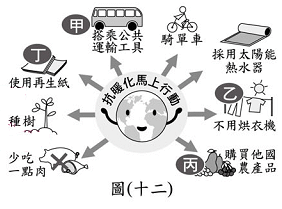 甲
搭乘公共
運輸工具
騎單車
採用太陽能
熱水器
丁
使用再生紙
抗暖化馬上行動
乙
不用烘衣機
種樹
少吃
一點肉
丙
購買他國
農產品
圖(十二)